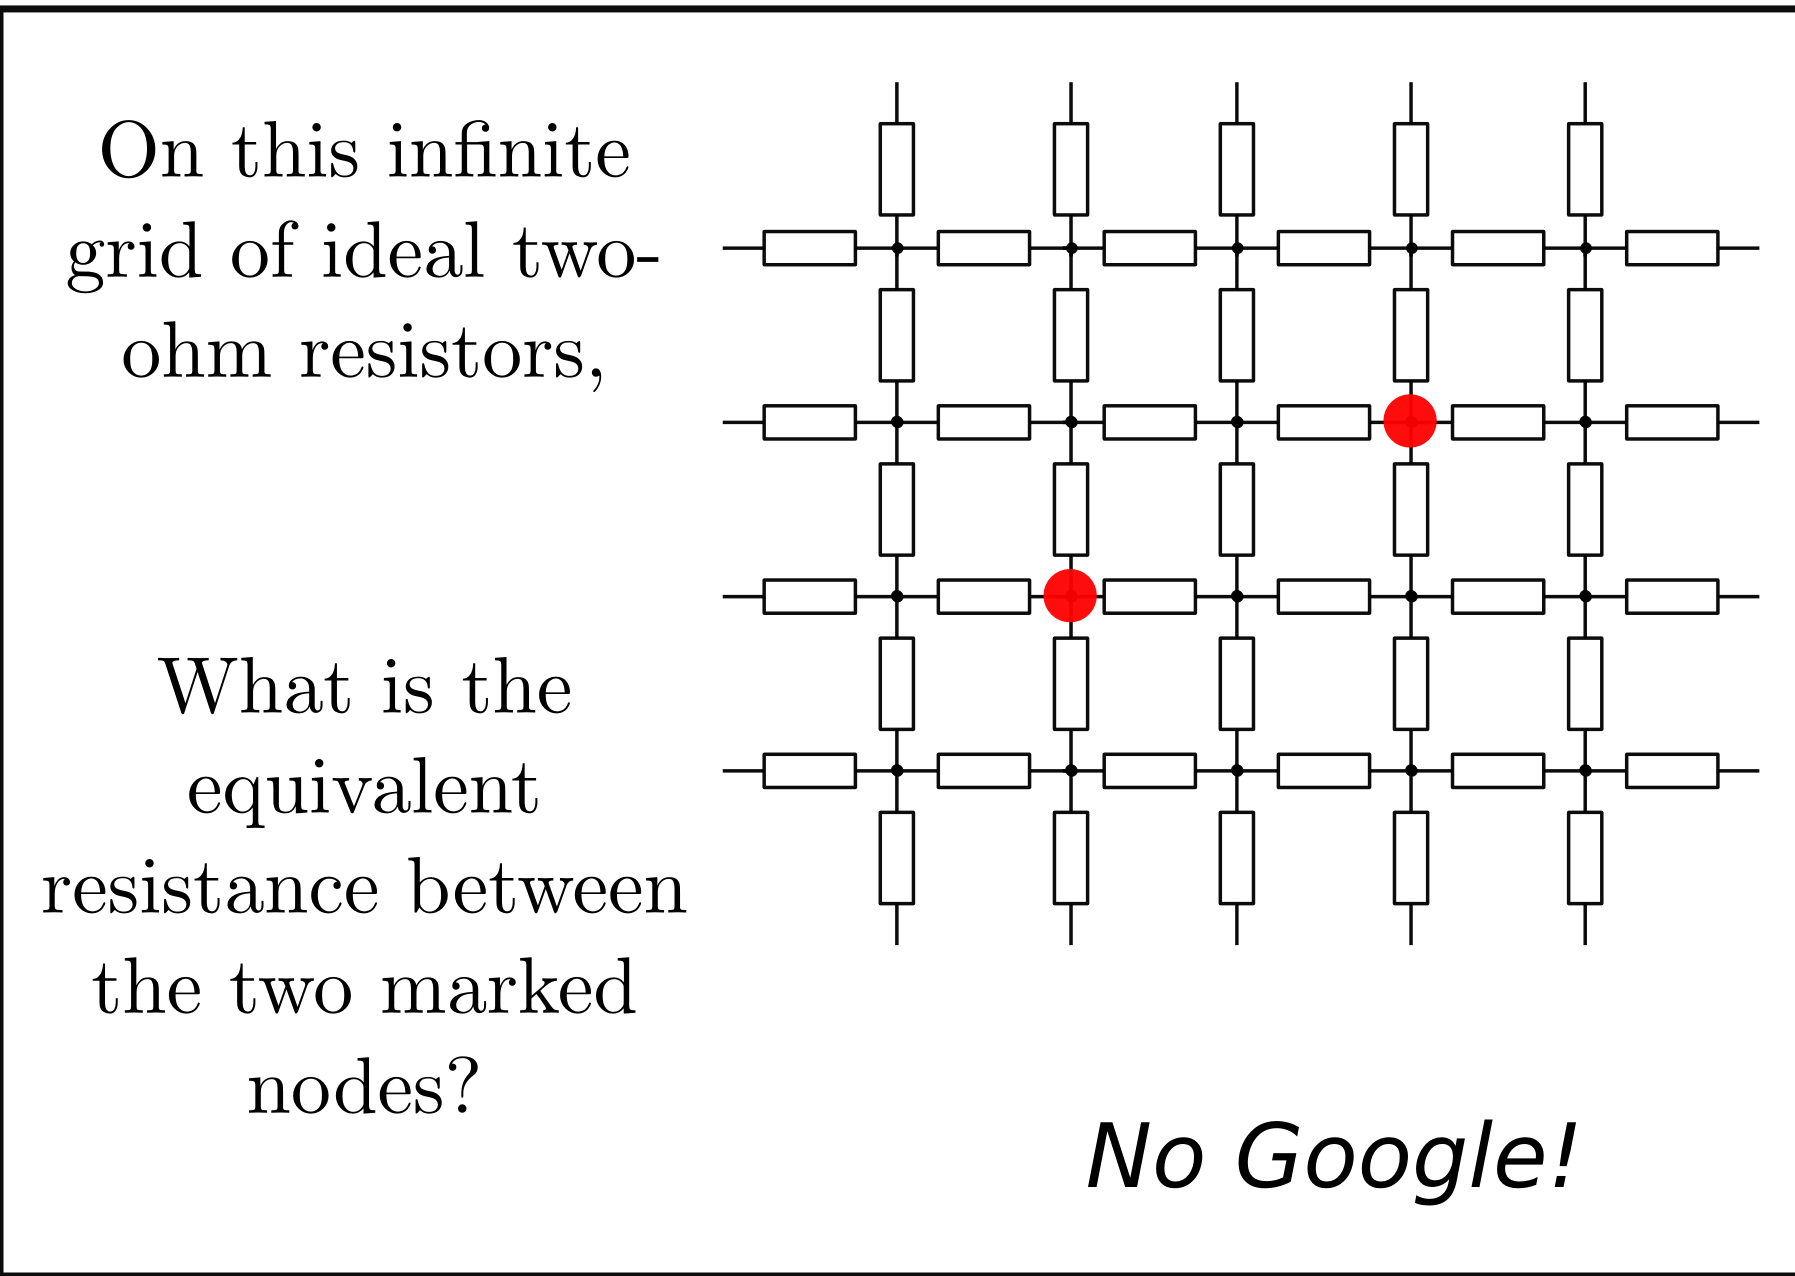 On this infinite
grid of ideal two-
ohm resistors,
What is the
equivalent
resistance between
the two marked
nodes?
No Google!